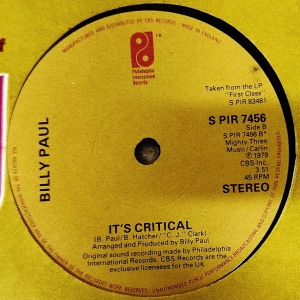 MANUFACTURED AND DISTRIBUTED BY CBS RECORDS - MADE IN ENGLAND
Philadelphia
International
Records
Taken from the LP
"First Class"
S PIR 83481
S PIR 7456
Side B
S PIR 7456 B*
Mighty Three
Music/Carlin
℗ 1979
CBS Inc.
3.51
45 RPM
STEREO
BILLY PAUL
IT'S CRITICAL
(B. Paul/B. Hatcher/"C. J." Clark)
Arranged and Produced by Billy Paul
Original sound recording made by Philadelphia
International Records. CBS Records are the
exclusive licensees for the UK